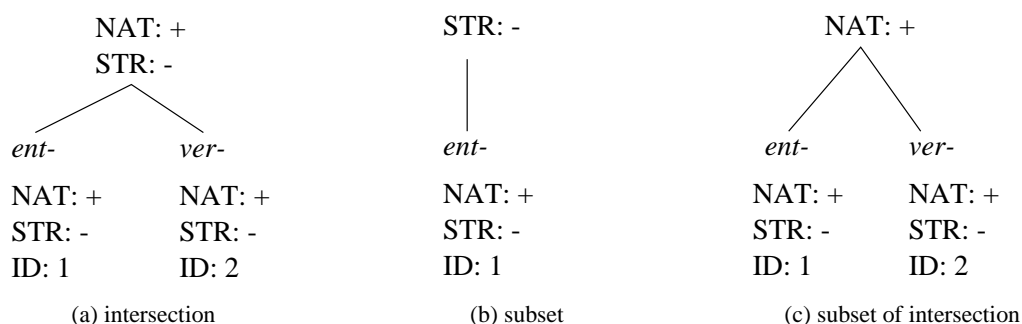 NAT: +
STR: -
ent-
ver-
NAT: +
STR: -
ID: 1
NAT: +
STR: -
ID: 2
(a) intersection
STR: -
ent-
NAT: +
STR: -
ID: 1
(b) subset
NAT: +
ent-
ver-
NAT: +
STR: -
ID: 1
NAT: +
STR: -
ID: 2
(c) subset of intersection